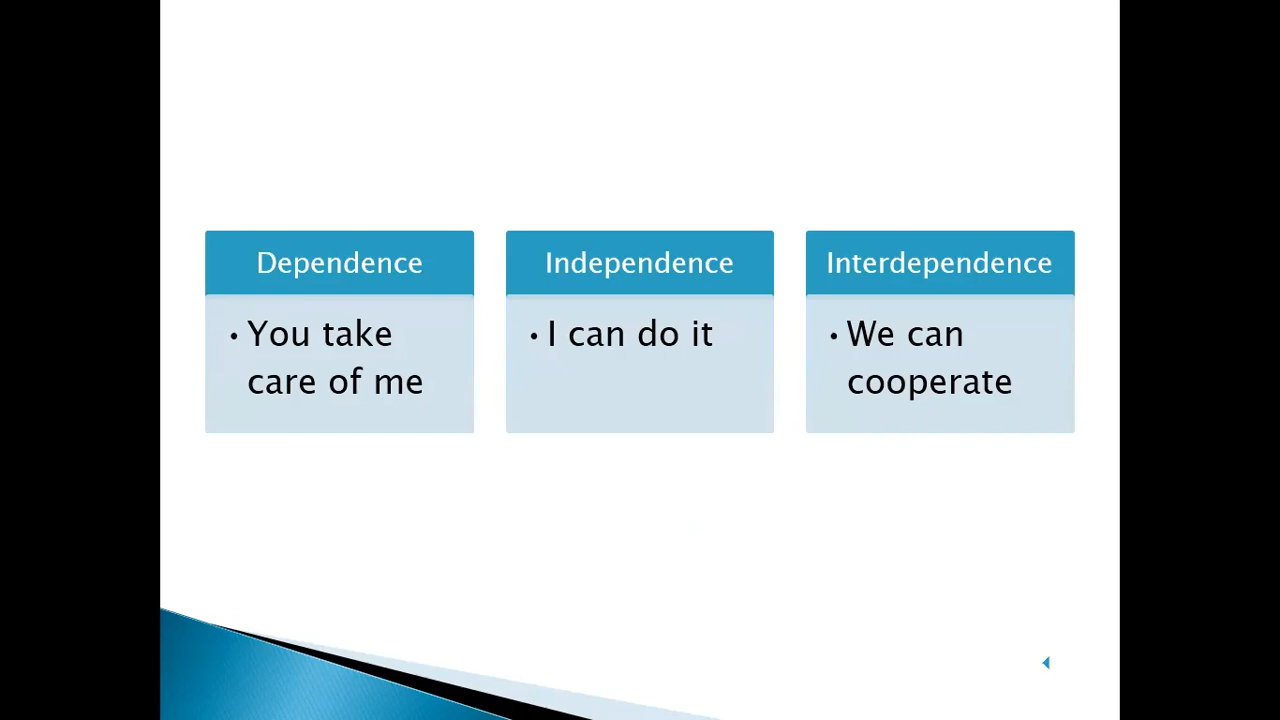 Dependence
• You take
care of me
Independence
• I can do it
Interdependence
• We can
cooperate